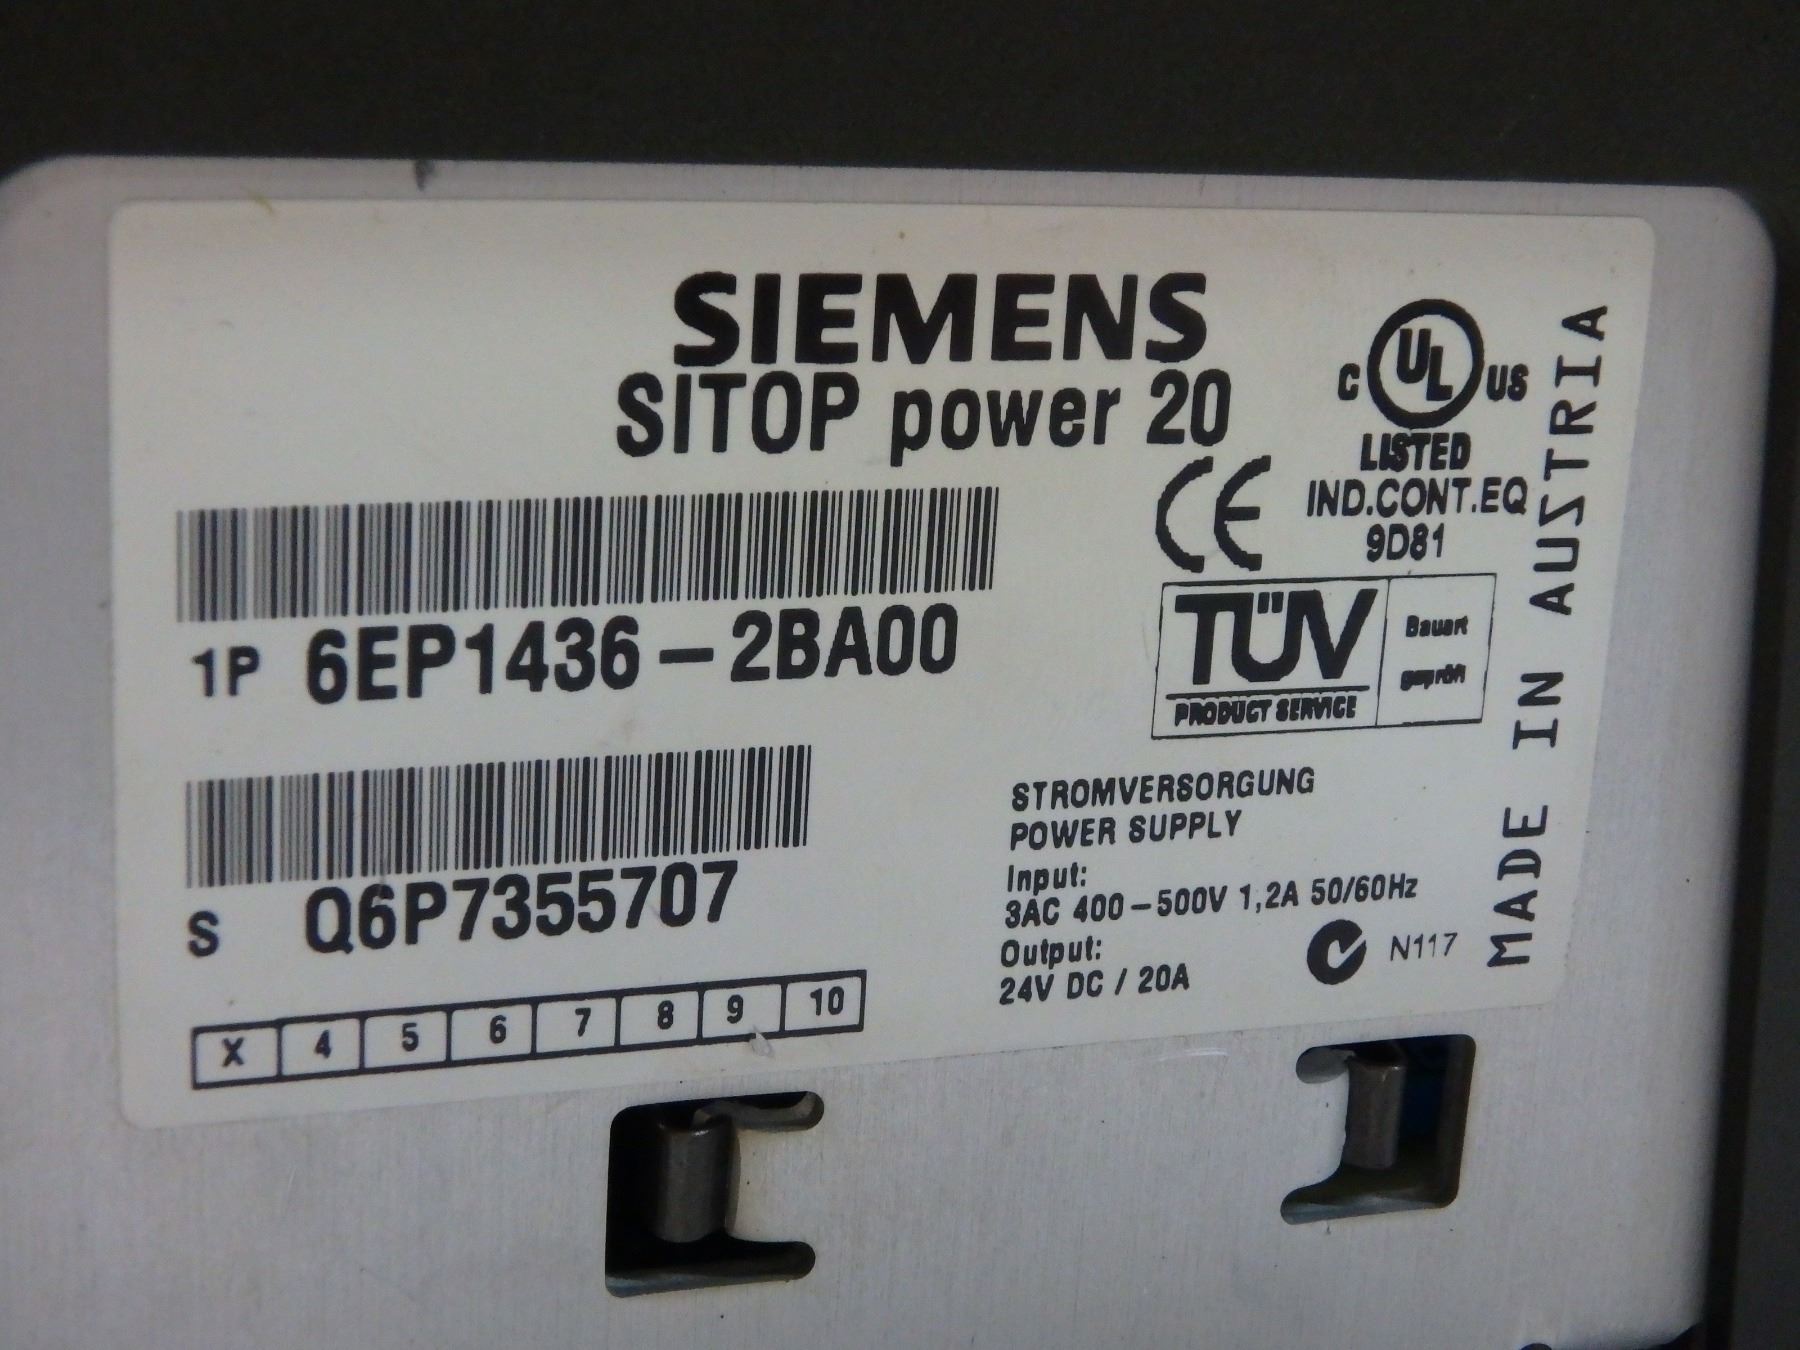 SIEMENS
SITOP power 20
C UL US
LISTED
IND.CONT.EQ
9D81
CE
1P 6EP1436-2BA00
TÜV
PRODUCT SERVICE
Bauart
geprüft
S Q6P7355707
X 4 5 6 7 8 9 10
STROMVERSORGUNG
POWER SUPPLY
Input:
3AC 400-500V 1,2A 50/60Hz
Output:
24V DC / 20A
N117
MADE IN AUSTRIA